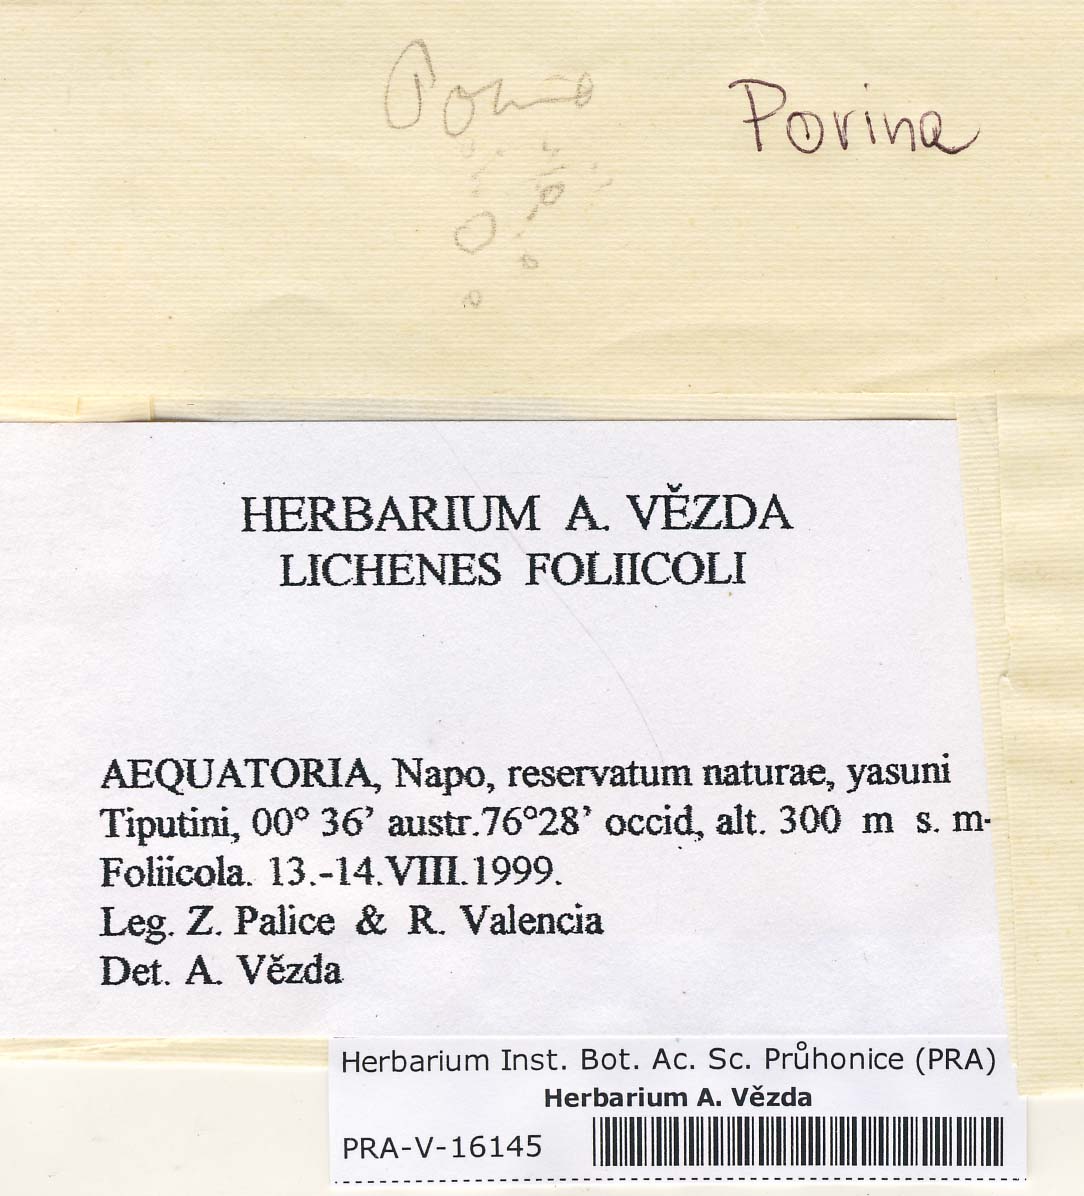 Porina
Porina
HERBARIUM A. VĚZDA
LICHENES FOLIICOLI
AEQUATORIA, Napo, reservatum naturae, yasuni
Tiputini, 00° 36’ austr.76°28’ occid, alt. 300 m s. m.
Foliicola. 13.-14.VIII.1999.
Leg. Z. Palice & R. Valencia
Det. A. Vězda
Herbarium Inst. Bot. Ac. Sc. Průhonice (PRA)
Herbarium A. Vězda
PRA-V-16145